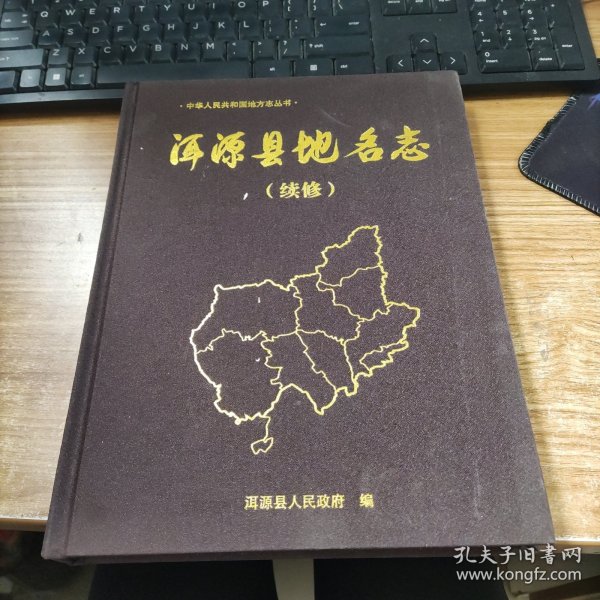 ·中华人民共和国地方志丛书·
洱源县地名志
（续修）
洱源县人民政府 编
孔夫子旧书网
www.kongfz.com